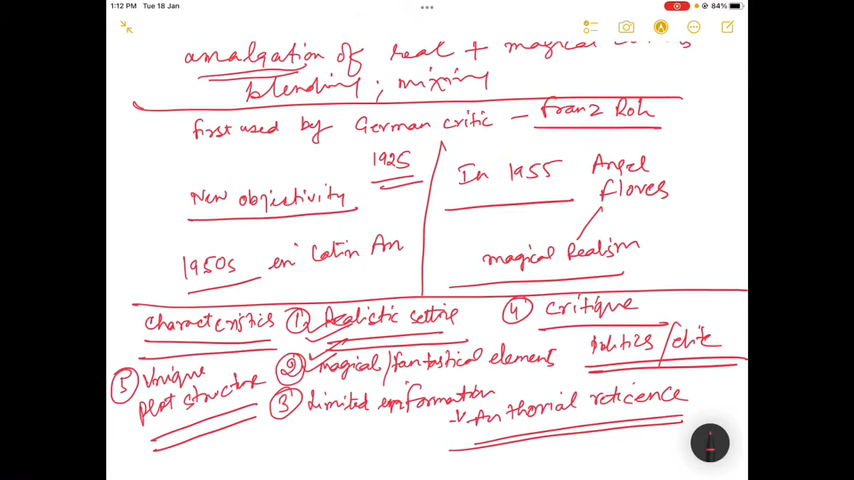 1:12 PM Tue 18 Jan
84%
amalgation of real + magical
blending ; mixing
first used by German critic – Franz Roh
1925
New objectivity
1950s in Latin Am
In 1955 Angel
Flores
magical Realism
Characteristics ① Realistic setting
② magical/fantastical element
③ Limited information
→ Authorial reticence
④ critique
politics / elite
⑤ Unique
plot structure